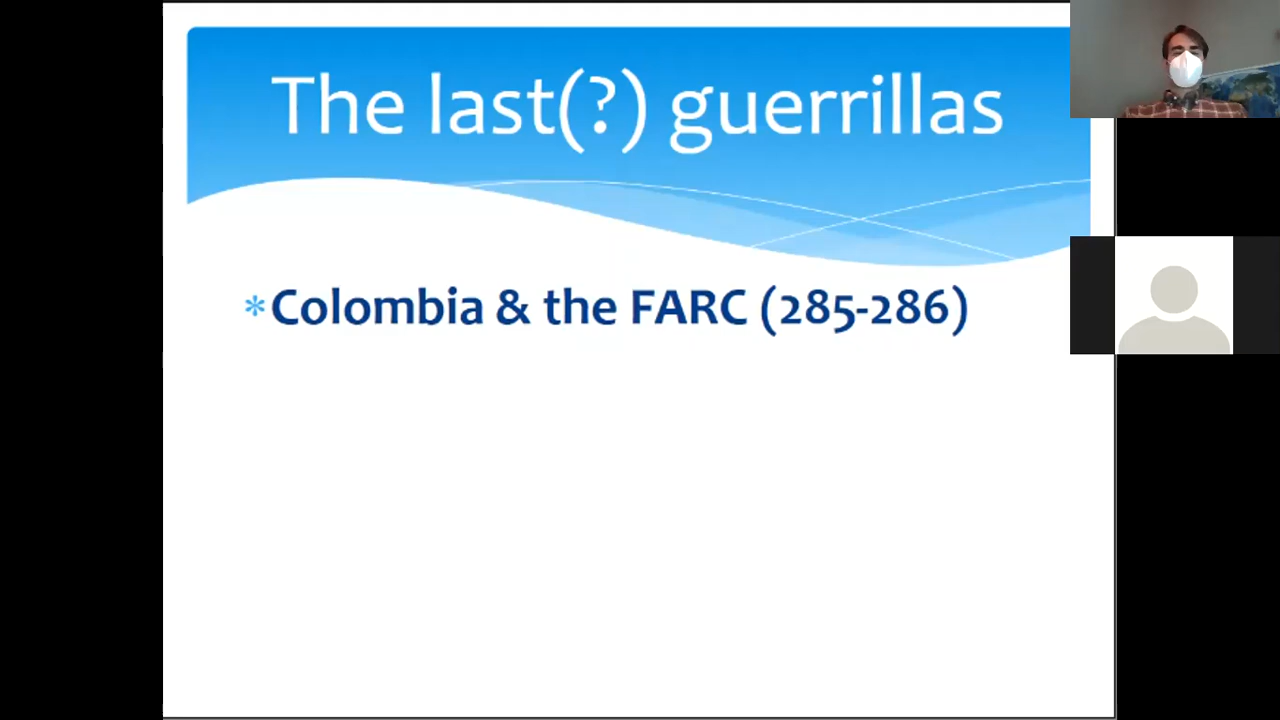 The last(?) guerrillas
*Colombia & the FARC (285-286)